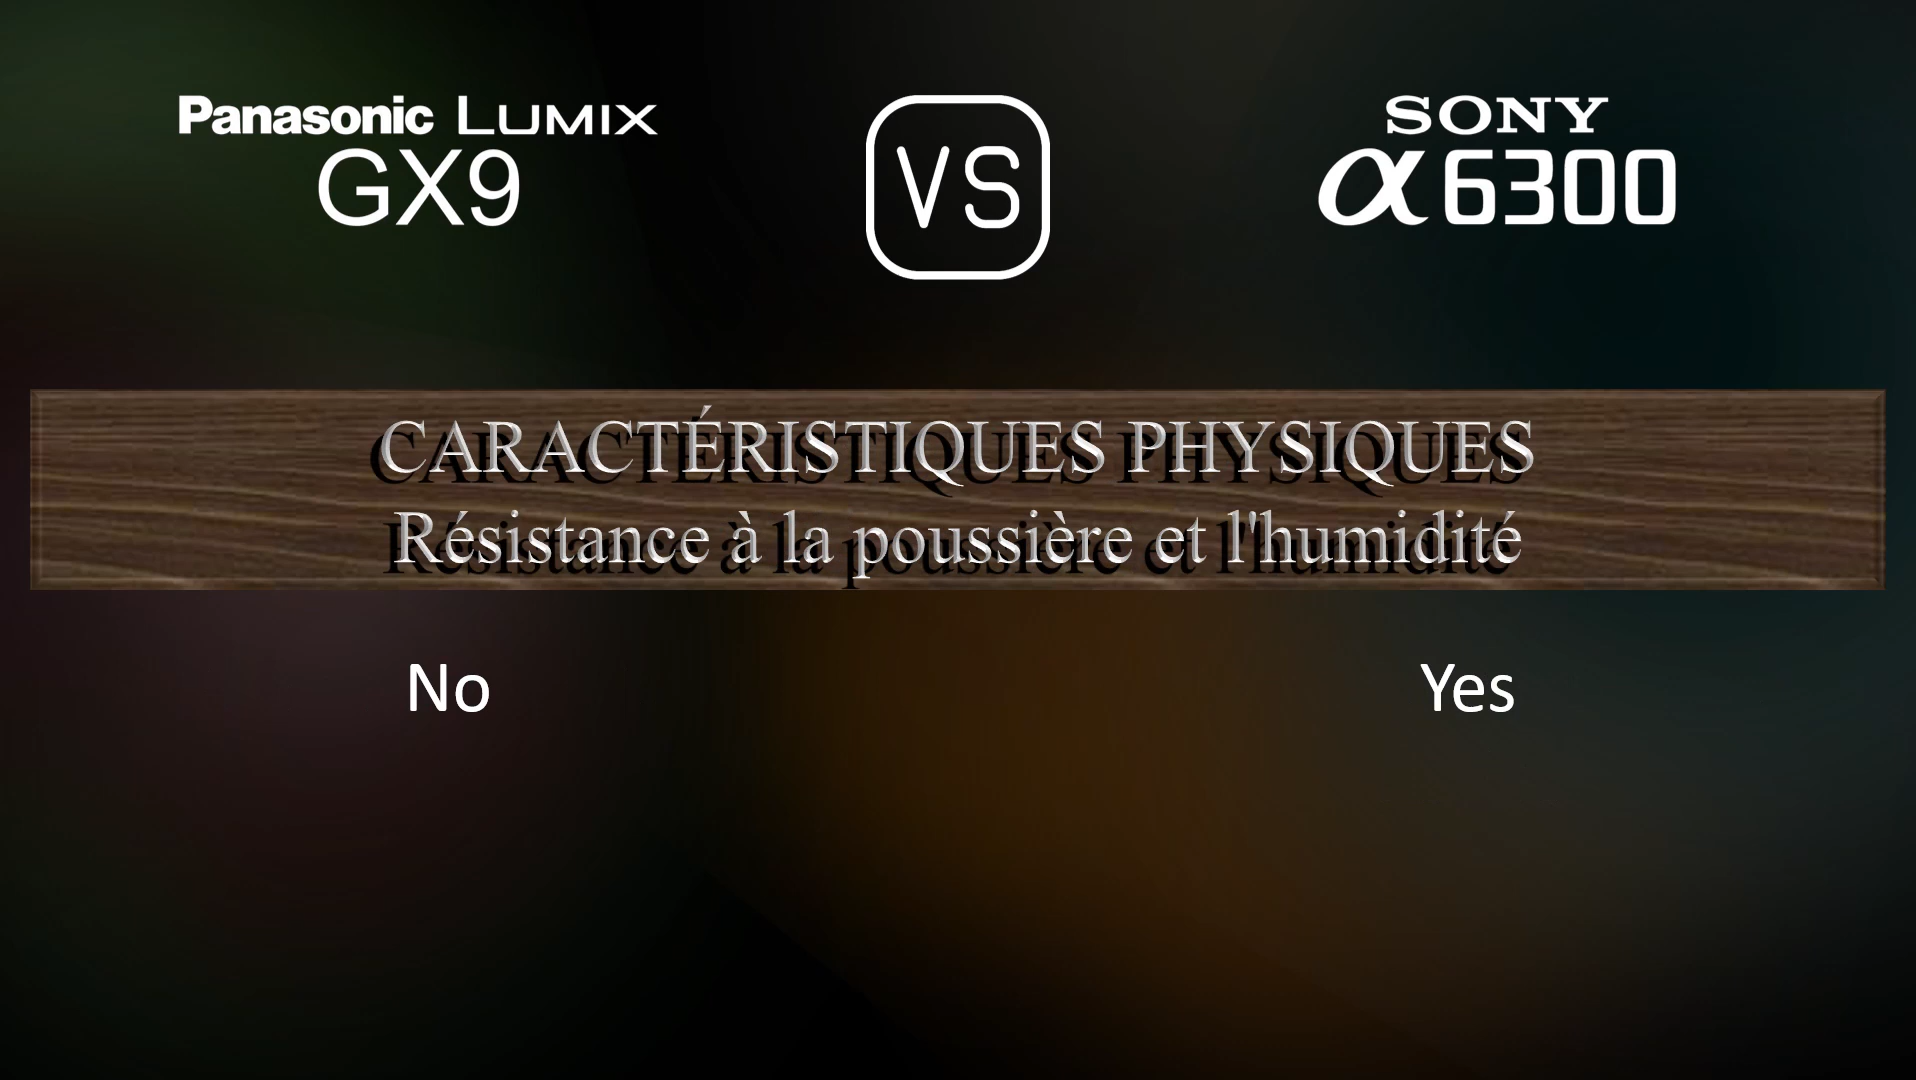 Panasonic LUMIX
GX9
VS
SONY
α6300
CARACTÉRISTIQUES PHYSIQUES
Résistance à la poussière et l'humidité
No
Yes